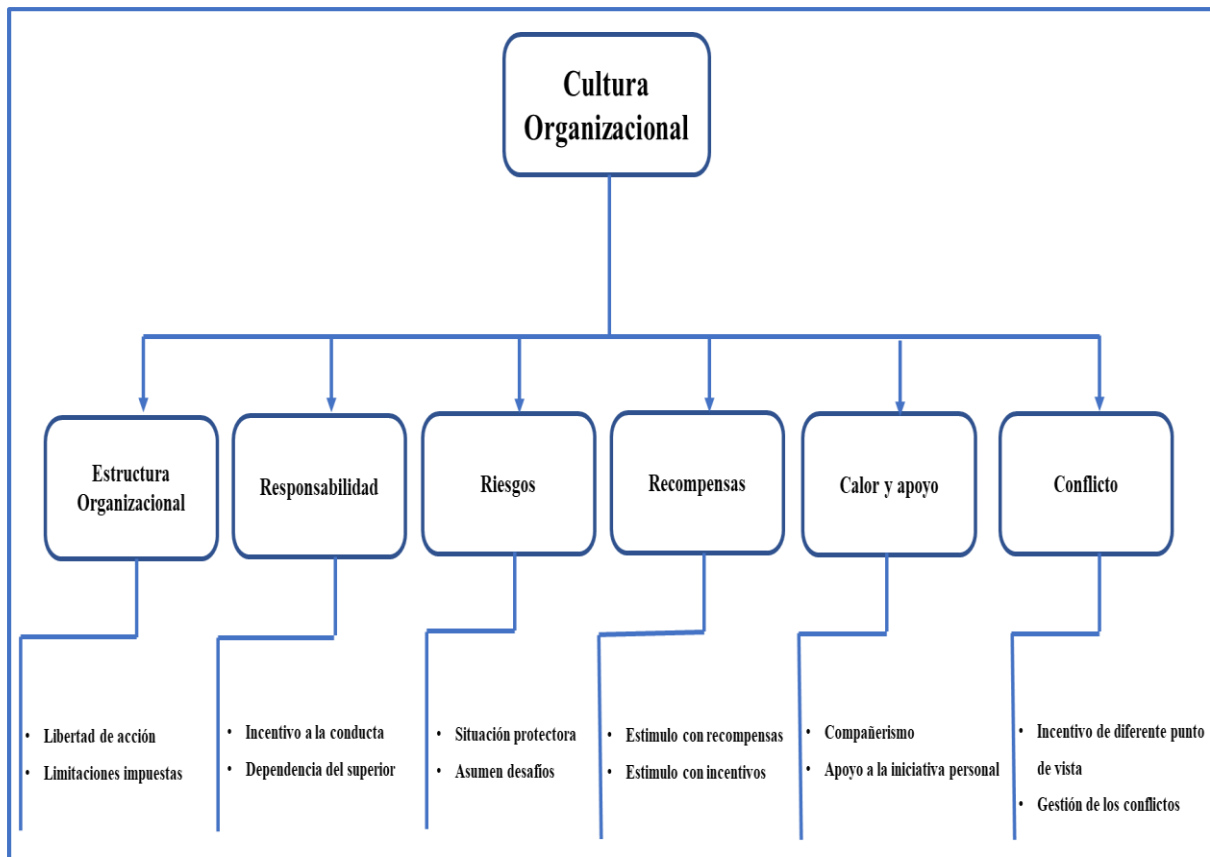 Cultura
Organizacional
Estructura
Organizacional
Responsabilidad
Riesgos
Recompensas
Calor y apoyo
Conflicto
• Libertad de acción
• Limitaciones impuestas
• Incentivo a la conducta
• Dependencia del superior
• Situación protectora
• Asumen desafíos
• Estimulo con recompensas
• Estimulo con incentivos
• Compañerismo
• Apoyo a la iniciativa personal
• Incentivo de diferente punto
de vista
• Gestión de los conflictos